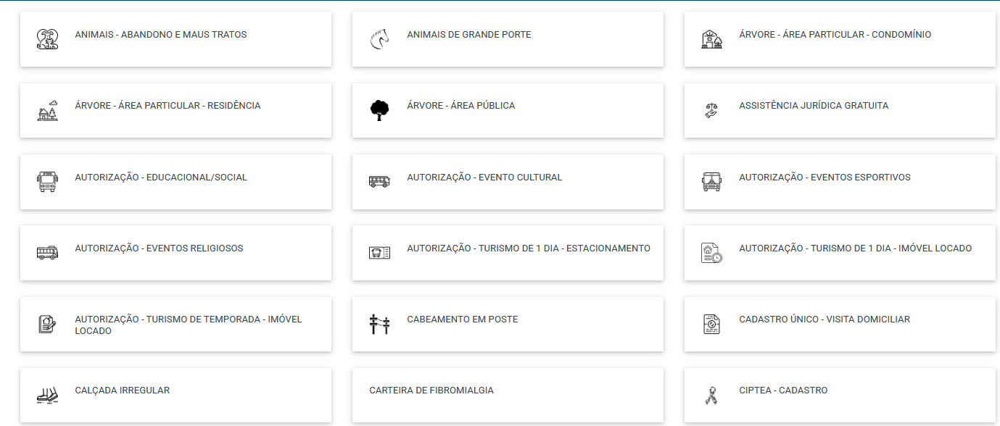 ANIMAIS - ABANDONO E MAUS TRATOS
ANIMAIS DE GRANDE PORTE
ÁRVORE - ÁREA PARTICULAR - CONDOMÍNIO
ÁRVORE - ÁREA PARTICULAR - RESIDÊNCIA
ÁRVORE - ÁREA PÚBLICA
ASSISTÊNCIA JURÍDICA GRATUITA
AUTORIZAÇÃO - EDUCACIONAL/SOCIAL
AUTORIZAÇÃO - EVENTO CULTURAL
AUTORIZAÇÃO - EVENTOS ESPORTIVOS
AUTORIZAÇÃO - EVENTOS RELIGIOSOS
AUTORIZAÇÃO - TURISMO DE 1 DIA - ESTACIONAMENTO
AUTORIZAÇÃO - TURISMO DE 1 DIA - IMÓVEL LOCADO
AUTORIZAÇÃO - TURISMO DE TEMPORADA - IMÓVEL
LOCADO
CABEAMENTO EM POSTE
CADASTRO ÚNICO - VISITA DOMICILIAR
CALÇADA IRREGULAR
CARTEIRA DE FIBROMIALGIA
CIPTEA - CADASTRO